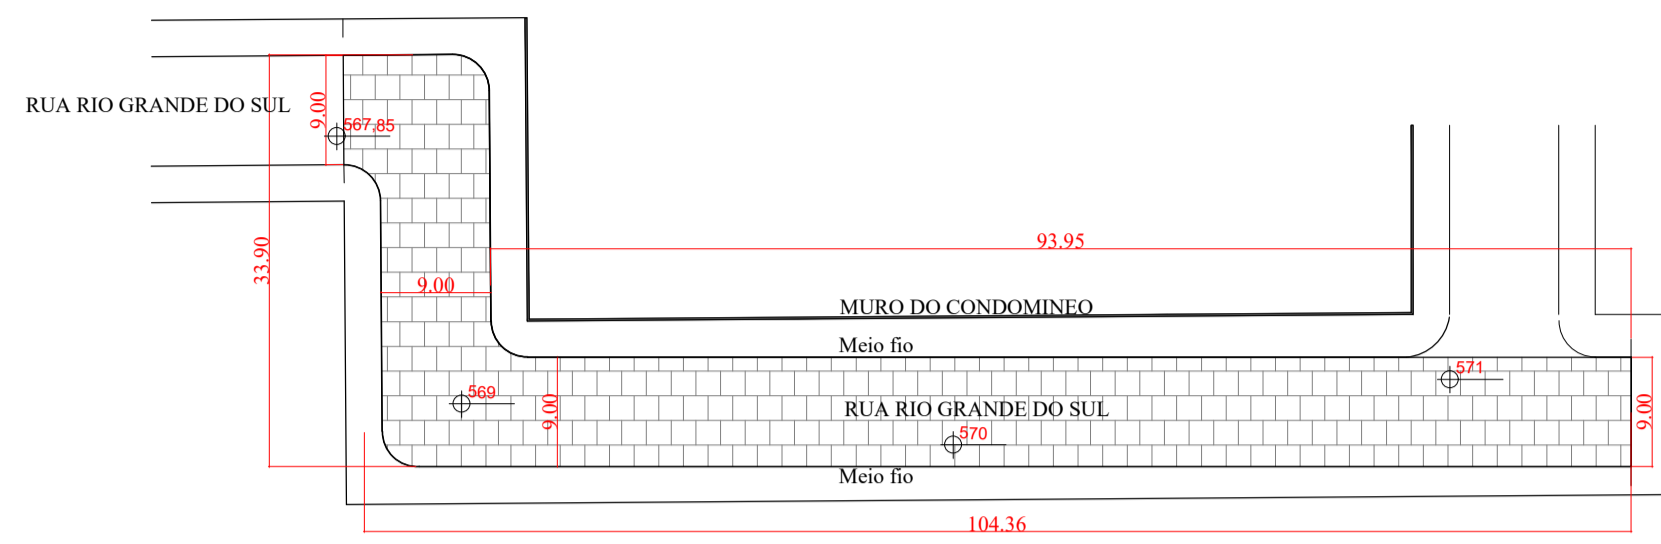 RUA RIO GRANDE DO SUL
9.00
567,85
33.90
93.95
9.00
MURO DO CONDOMINEO
Meio fio
571
569
9.00
RUA RIO GRANDE DO SUL
9.00
570
Meio fio
104.36